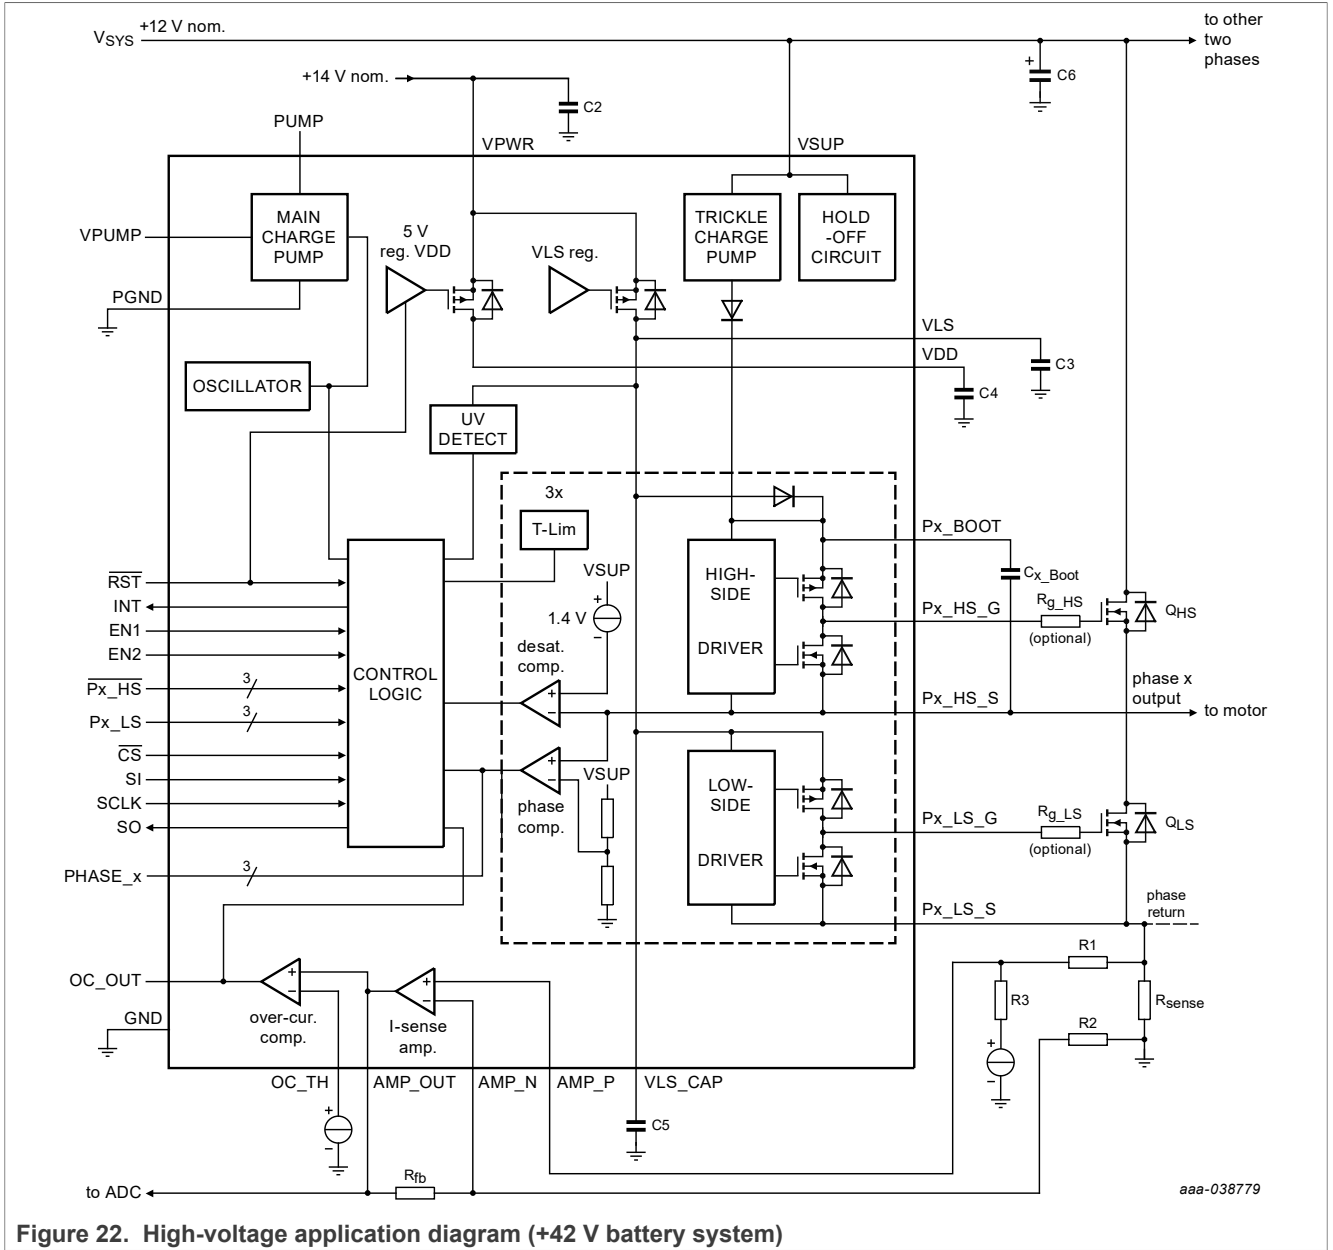 VSYS
+12 V nom.
to other
two
phases
+
C6
+14 V nom.
C2
PUMP
VPWR
VSUP
MAIN
CHARGE
PUMP
VPUMP
5 V
reg. VDD
VLS reg.
TRICKLE
CHARGE
PUMP
HOLD
-OFF
CIRCUIT
PGND
VLS
VDD
C3
C4
OSCILLATOR
UV
DETECT
3x
T-Lim
VSUP
+
1.4 V
−
desat.
comp.
+
−
HIGH-
SIDE
DRIVER
Px_BOOT
Cx_Boot
Px_HS_G
Rg_HS
(optional)
QHS
RST
INT
EN1
EN2
Px_HS
3
Px_LS
3
CS
SI
SCLK
SO
PHASE_x
3
CONTROL
LOGIC
Px_HS_S
phase x
output
to motor
+
−
phase
comp.
VSUP
LOW-
SIDE
DRIVER
Px_LS_G
Rg_LS
(optional)
QLS
Px_LS_S
phase
return
R1
R3
Rsense
R2
+
−
OC_OUT
GND
+
−
over-cur.
comp.
+
−
I-sense
amp.
OC_TH
AMP_OUT
AMP_N
AMP_P
VLS_CAP
+
−
C5
Rfb
to ADC
aaa-038779
Figure 22. High-voltage application diagram (+42 V battery system)